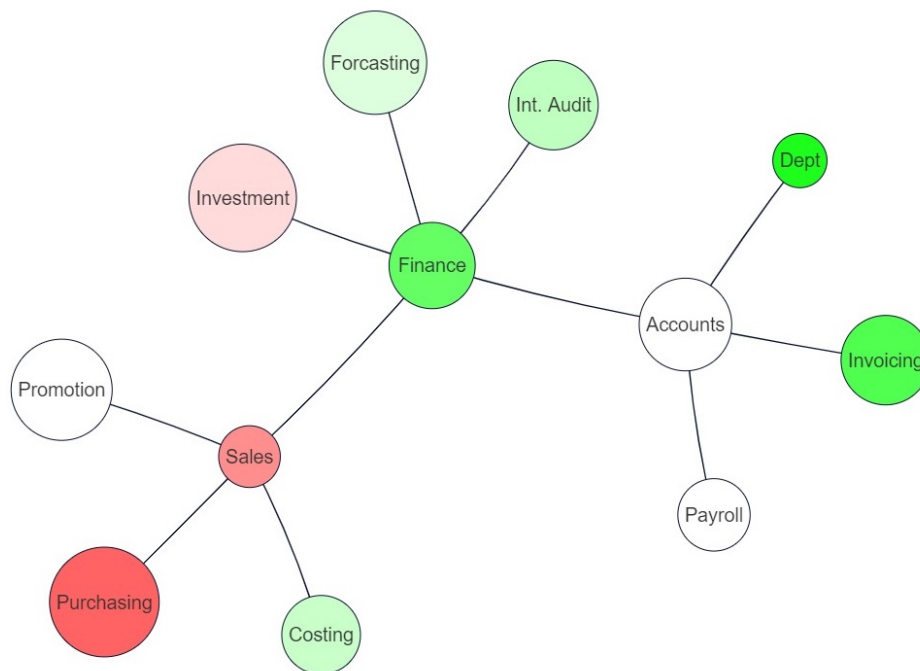 Forcasting
Int. Audit
Dept
Investment
Finance
Accounts
Invoicing
Promotion
Sales
Payroll
Purchasing
Costing